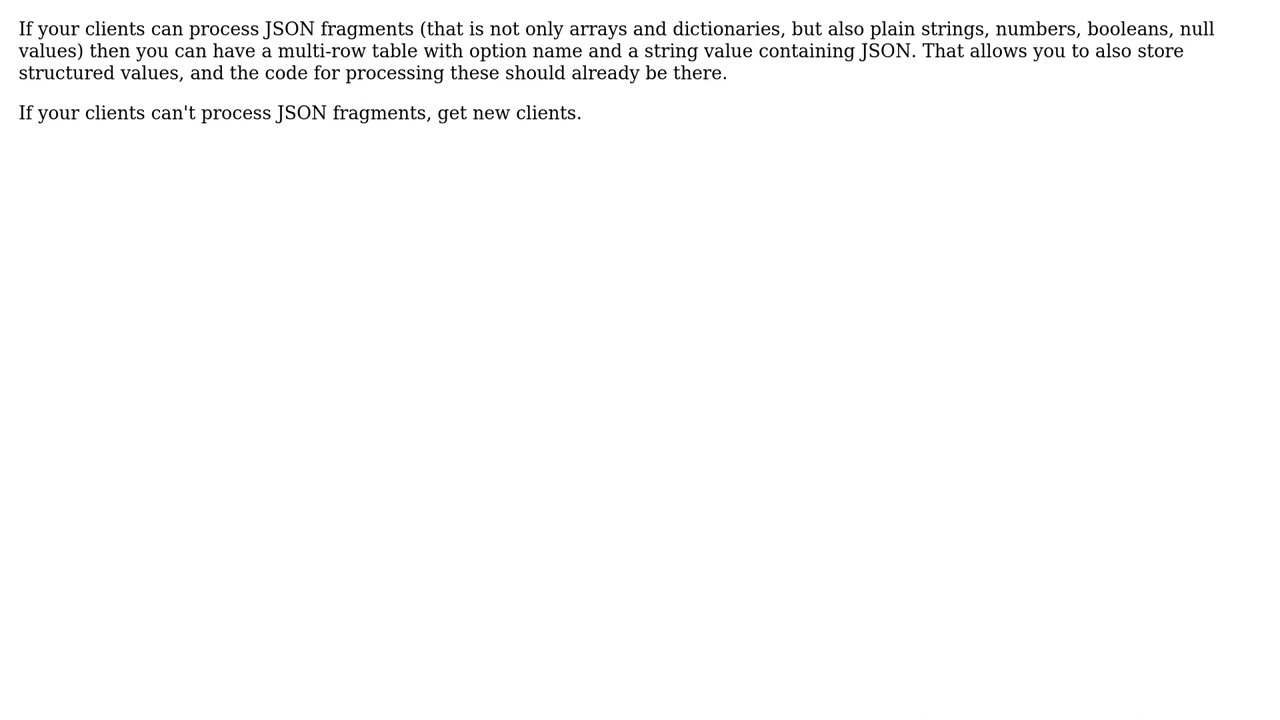 If your clients can process JSON fragments (that is not only arrays and dictionaries, but also plain strings, numbers, booleans, null
values) then you can have a multi-row table with option name and a string value containing JSON. That allows you to also store
structured values, and the code for processing these should already be there.
If your clients can't process JSON fragments, get new clients.